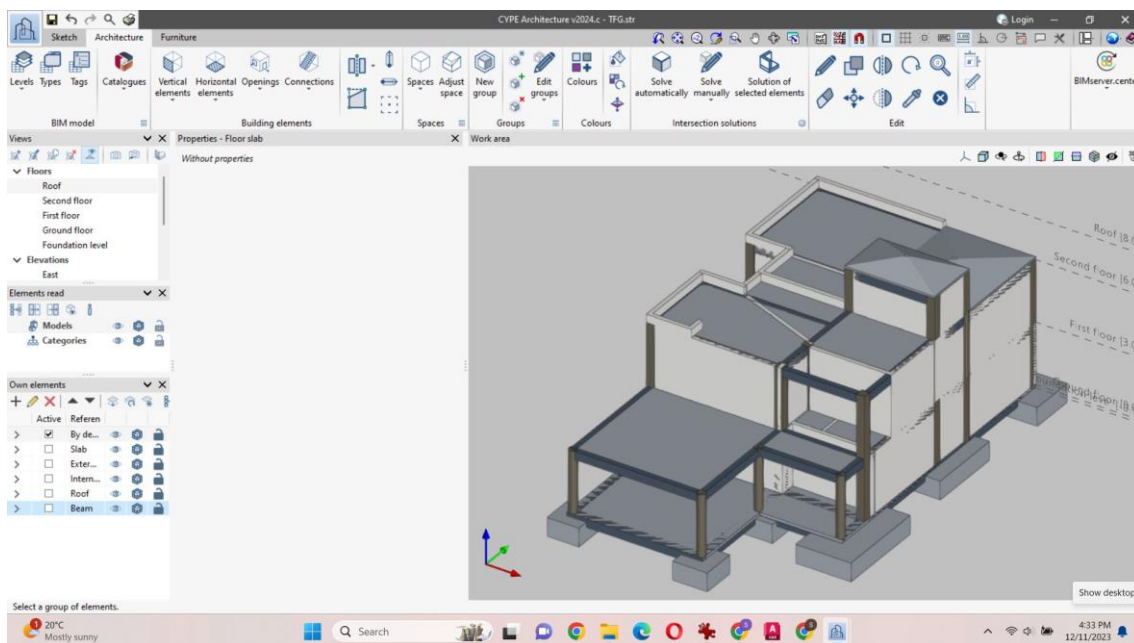 CYPE Architecture v2024.c - TFG.str
Login
Sketch Architecture Furniture
Levels Types Tags Catalogues Vertical elements Horizontal elements Openings Connections Spaces Adjust space New group Edit groups Colours Solve automatically Solve manually Solution of selected elements BIMserver.center
BIM model Building elements Spaces Groups Colours Intersection solutions Edit
Views Properties - Floor slab Work area
Without properties
Floors
Roof
Second floor
First floor
Ground floor
Foundation level
Elevations
East
Elements read
Models
Categories
Own elements
Active Referen
By de...
Slab
Exter...
Intern...
Roof
Beam
Roof [8.0
Second floor [6.0
First floor [3.0
Select a group of elements.
Show desktop
1
20°C
Mostly sunny
Search
4:33 PM
12/11/2023